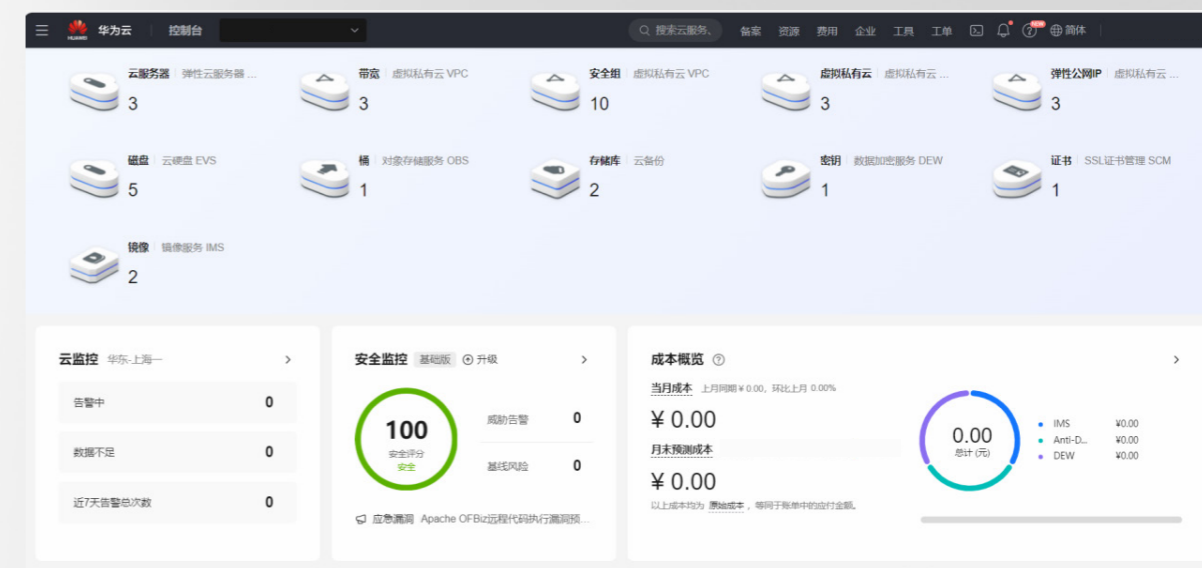 HUAWEI 华为云 控制台 搜索云服务、 备案 资源 费用 企业 工具 工单 NEW 简体
云服务器 弹性云服务器 ... 带宽 虚拟私有云 VPC 安全组 虚拟私有云 VPC 虚拟私有云 虚拟私有云 ... 弹性公网IP 虚拟私有云 ...
3 3 10 3 3
磁盘 云硬盘 EVS 桶 对象存储服务 OBS 存储库 云备份 密钥 数据加密服务 DEW 证书 SSL证书管理 SCM
5 1 2 1 1
镜像 镜像服务 IMS
2
云监控 华东-上海一
告警中 0
数据不足 0
近7天告警总次数 0
安全监控 基础版 升级
100
安全评分
安全
威胁告警 0
基线风险 0
应急漏洞 Apache OFBiz远程代码执行漏洞预...
成本概览
当月成本 上月同期¥ 0.00, 环比上月 0.00%
¥ 0.00
月末预测成本
¥ 0.00
以上成本均为 原始成本 ,等同于账单中的应付金额。
0.00
总计 (元)
IMS ¥0.00
Anti-D... ¥0.00
DEW ¥0.00